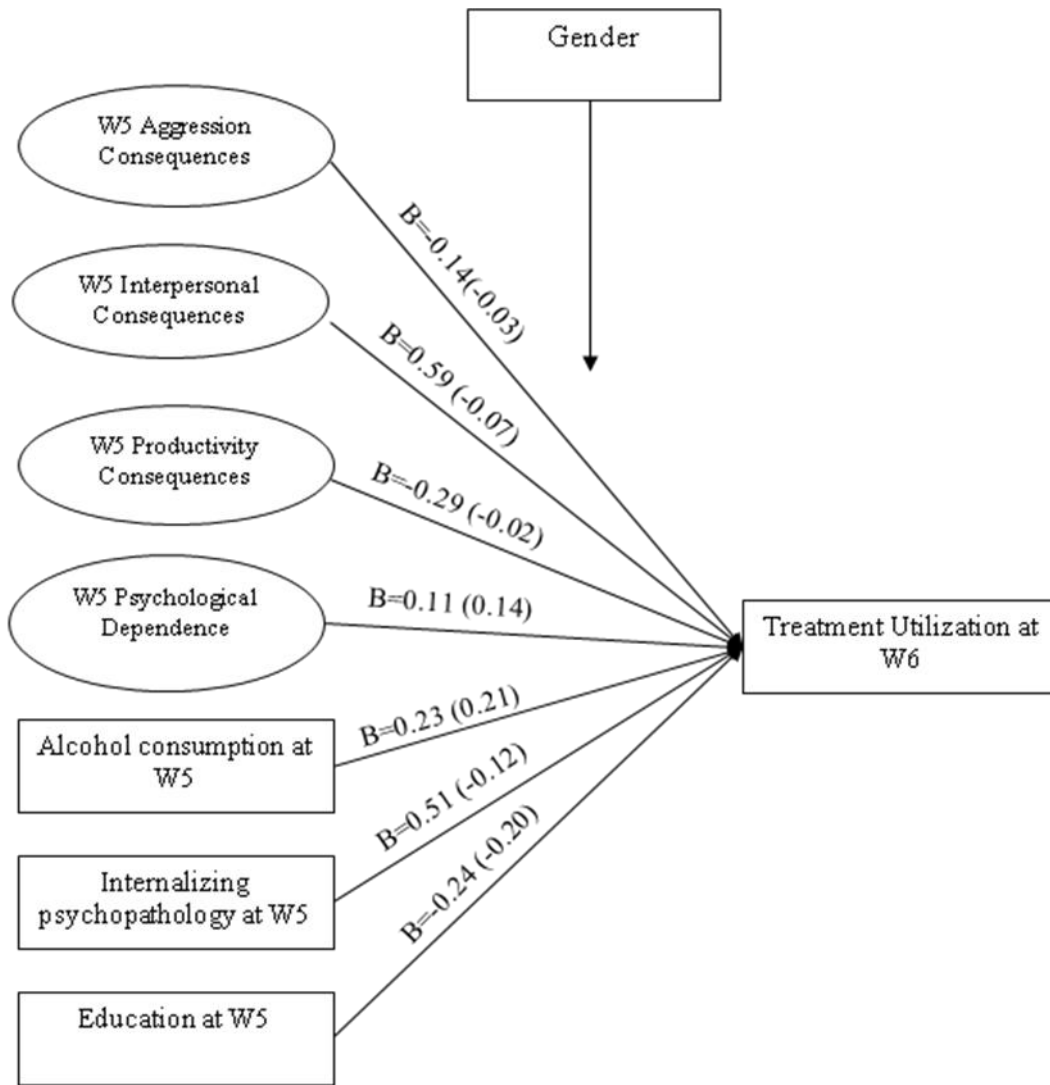 Gender
W5 Aggression
Consequences
B=-0.14(-0.03)
W5 Interpersonal
Consequences
B=0.59 (-0.07)
W5 Productivity
Consequences
B=-0.29 (-0.02)
W5 Psychological
Dependence
B=0.11 (0.14)
Treatment Utilization at
W6
Alcohol consumption at
W5
B=0.23 (0.21)
Internalizing
psychopathology at W5
B=0.51 (-0.12)
Education at W5
B=-0.24 (-0.20)